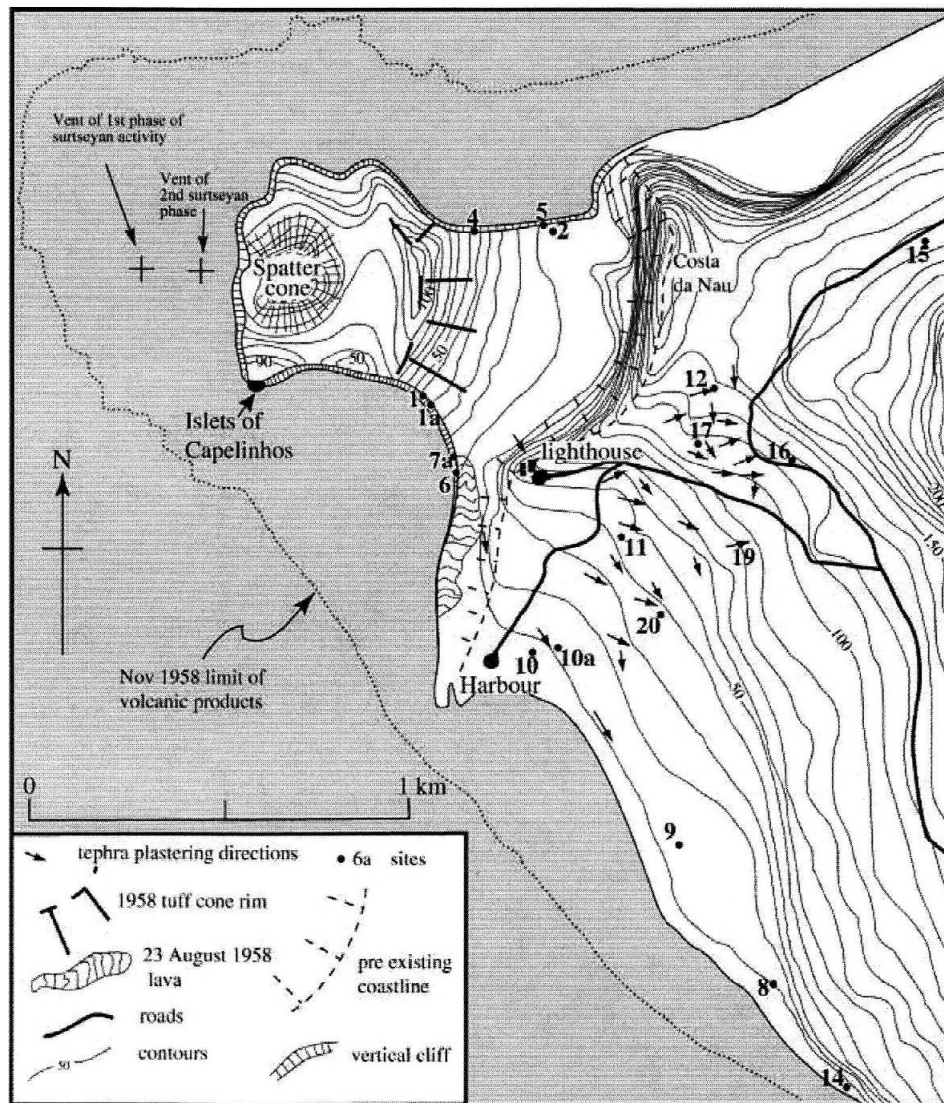 Vent of 1st phase of
surtseyan activity
Vent of
2nd surtseyan
phase
4
5
2
15
Spatter
cone
100
Costa
da Nau
50
90
50
12
1
1a
Islets of
Capelinhos
17
16
7a
lighthouse
6
200
N
150
11
19
20
100
10
10a
Harbour
50
Nov 1958 limit of
volcanic products
0
1 km
9
8
14
tephra plastering directions
6a sites
1958 tuff cone rim
23 August 1958
lava
pre existing
coastline
roads
50
contours
vertical cliff